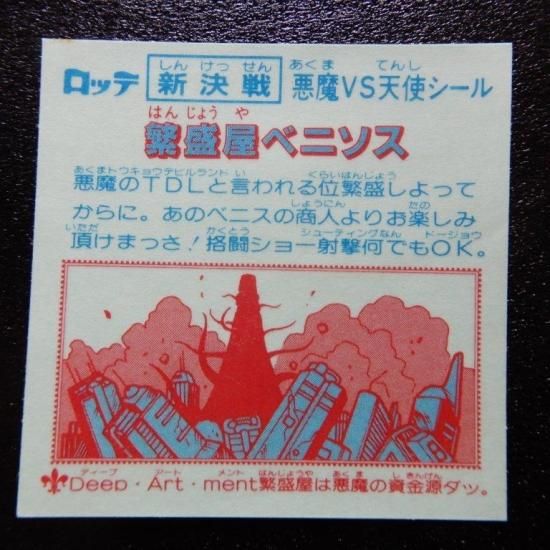 しん けっ せん あくま てんし
ロッテ 新決戦 悪魔VS天使シール
はん じょう や
繁盛屋ベニソス
あくまトウキョウデビルランド い くらいはんじょう
悪魔のTDLと言われる位繁盛しよって
しょうにん たの
からに。あのベニスの商人よりお楽しみ
いただ かくとう シューティングなん ドージョウ
頂けまっさ！格闘ショー射撃何でもOK。
ディープ アート メント はんじょうや あくま しきんげん
Deep・Art・ment繁盛屋は悪魔の資金源ダッ。